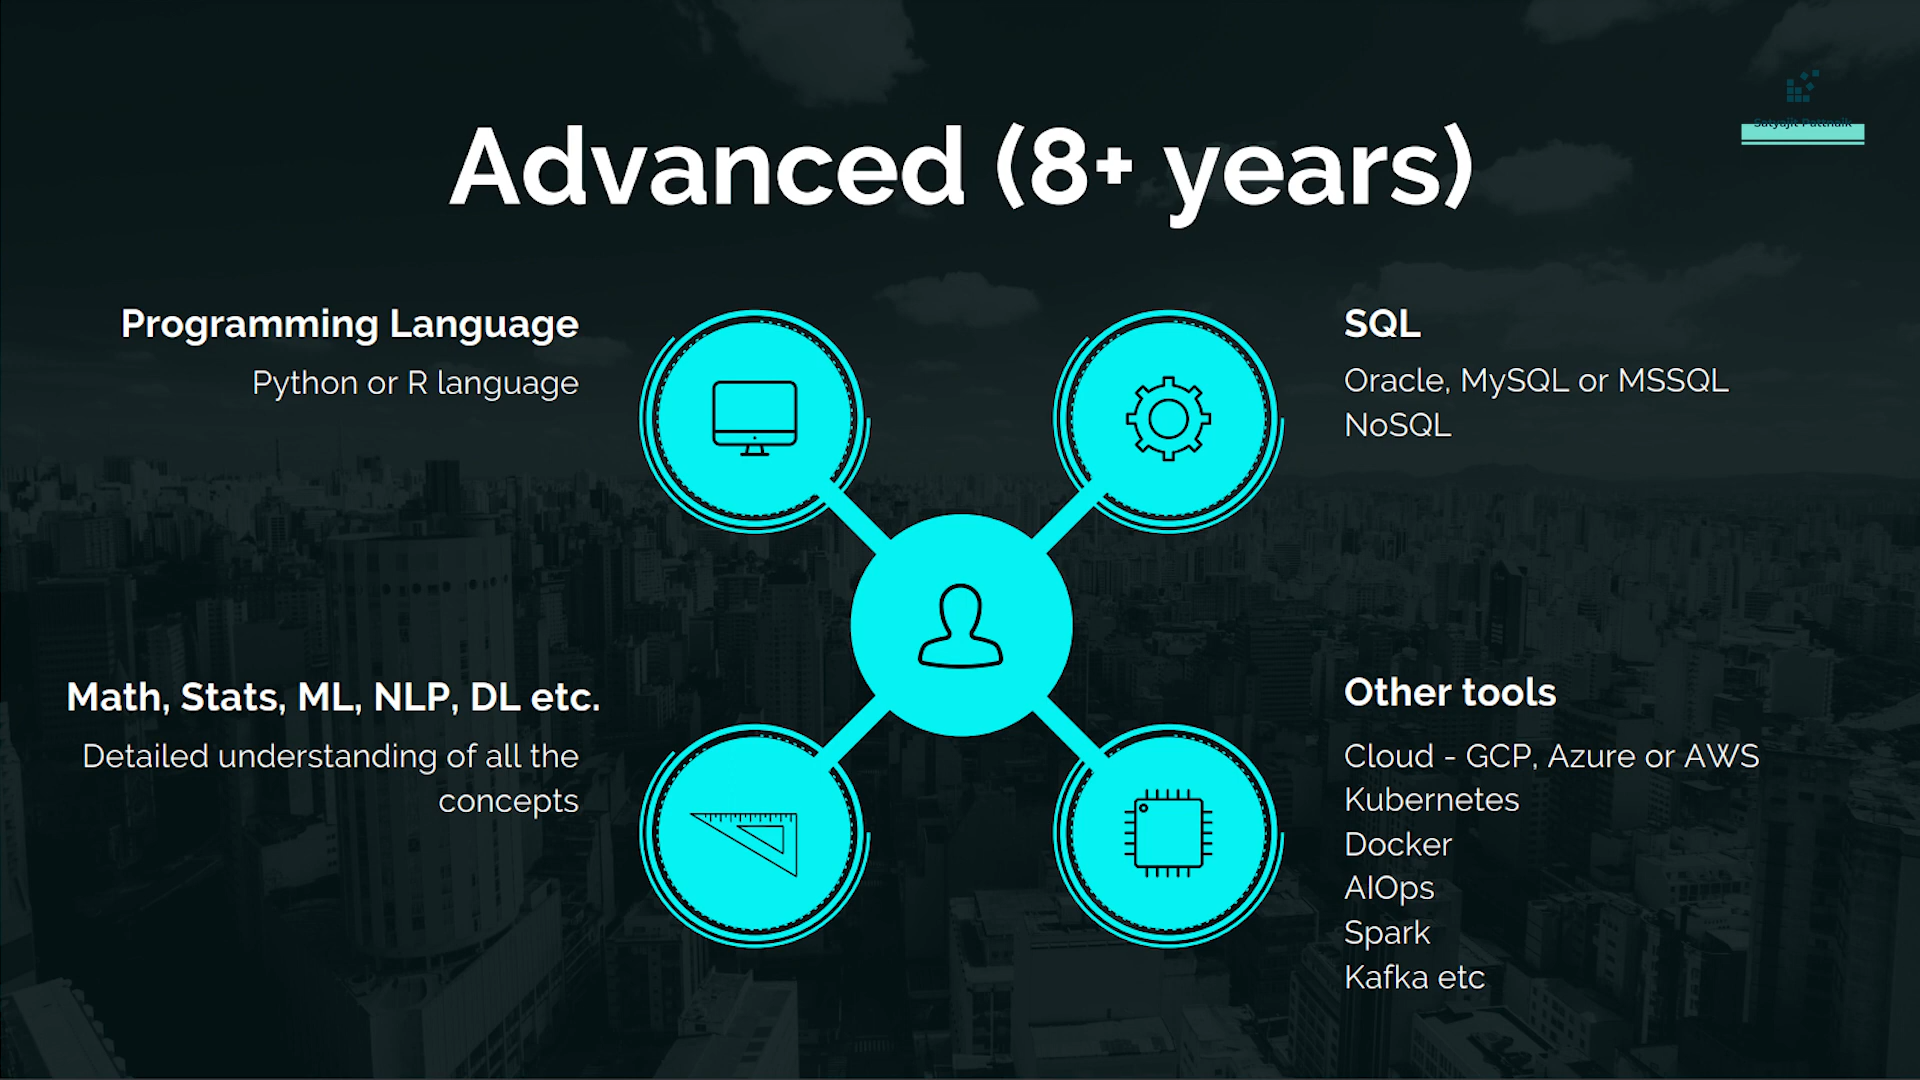 Satyajit Pattnaik
Advanced (8+ years)
Programming Language
Python or R language
SQL
Oracle, MySQL or MSSQL
NoSQL
Math, Stats, ML, NLP, DL etc.
Detailed understanding of all the
concepts
Other tools
Cloud - GCP, Azure or AWS
Kubernetes
Docker
AIOps
Spark
Kafka etc